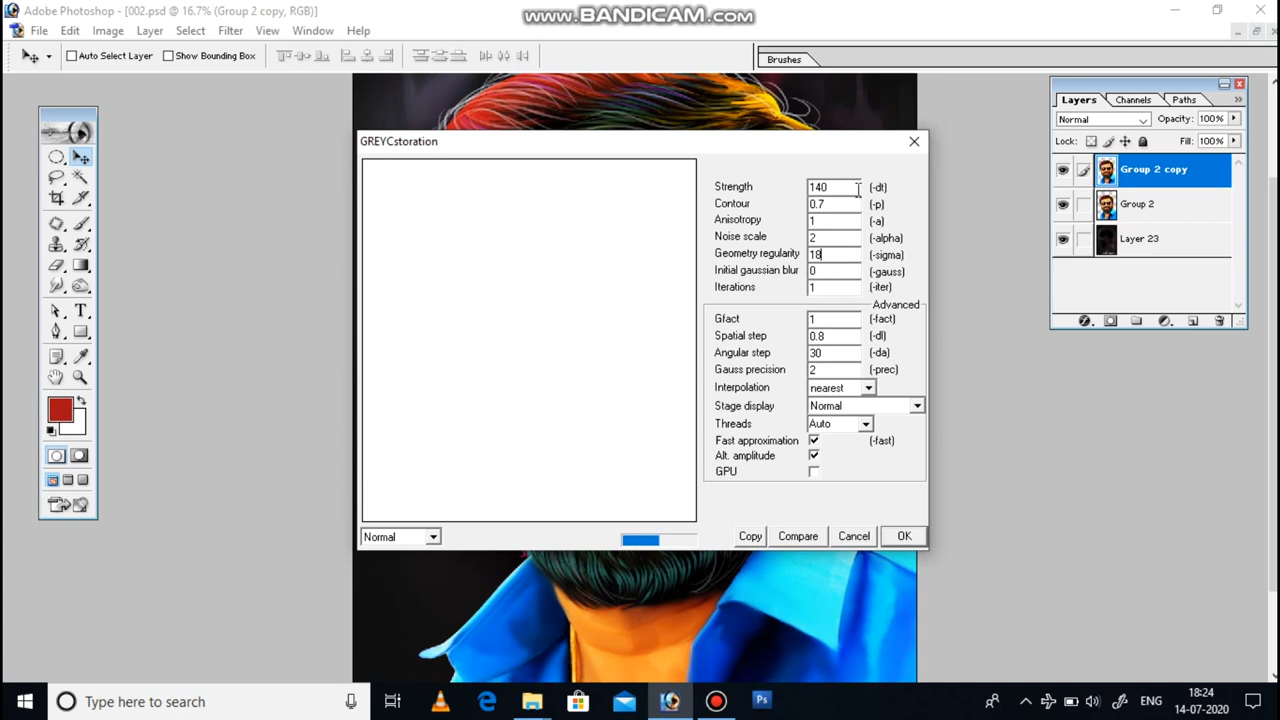 Adobe Photoshop - [002.psd @ 16.7% (Group 2 copy, RGB)]
www.BANDICAM.com
File Edit Image Layer Select Filter View Window Help
Auto Select Layer Show Bounding Box
Brushes
Layers Channels Paths
Normal Opacity: 100%
Lock: Fill: 100%
Group 2 copy
Group 2
Layer 23
GREYCstoration
Strength 140 (-dt)
Contour 0.7 (-p)
Anisotropy 1 (-a)
Noise scale 2 (-alpha)
Geometry regularity 18 (-sigma)
Initial gaussian blur 0 (-gauss)
Iterations 1 (-iter)
Advanced
Gfact 1 (-fact)
Spatial step 0.8 (-dl)
Angular step 30 (-da)
Gauss precision 2 (-prec)
Interpolation nearest
Stage display Normal
Threads Auto
Fast approximation (-fast)
Alt. amplitude
GPU
Normal Copy Compare Cancel OK
T
Type here to search
Ps
ENG
18:24
14-07-2020